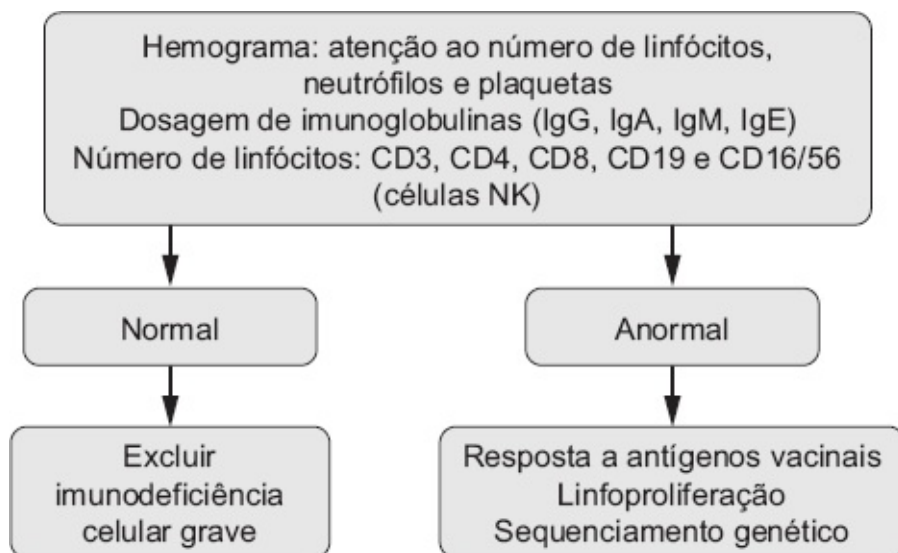 Hemograma: atenção ao número de linfócitos,
neutrófilos e plaquetas
Dosagem de imunoglobulinas (IgG, IgA, IgM, IgE)
Número de linfócitos: CD3, CD4, CD8, CD19 e CD16/56
(células NK)
Normal
Anormal
Excluir
imunodeficiência
celular grave
Resposta a antígenos vacinais
Linfoproliferação
Sequenciamento genético